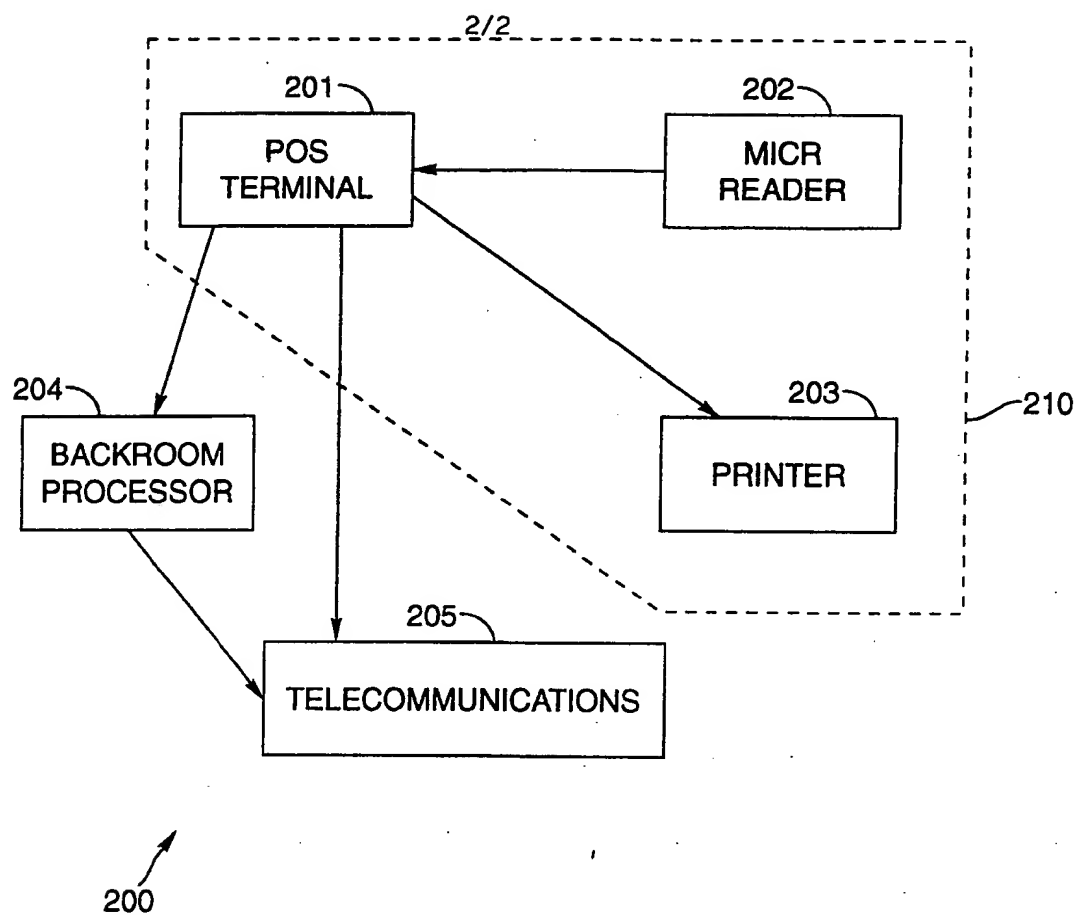 2/2
201
POS
TERMINAL
202
MICR
READER
204
BACKROOM
PROCESSOR
203
PRINTER
210
205
TELECOMMUNICATIONS
200